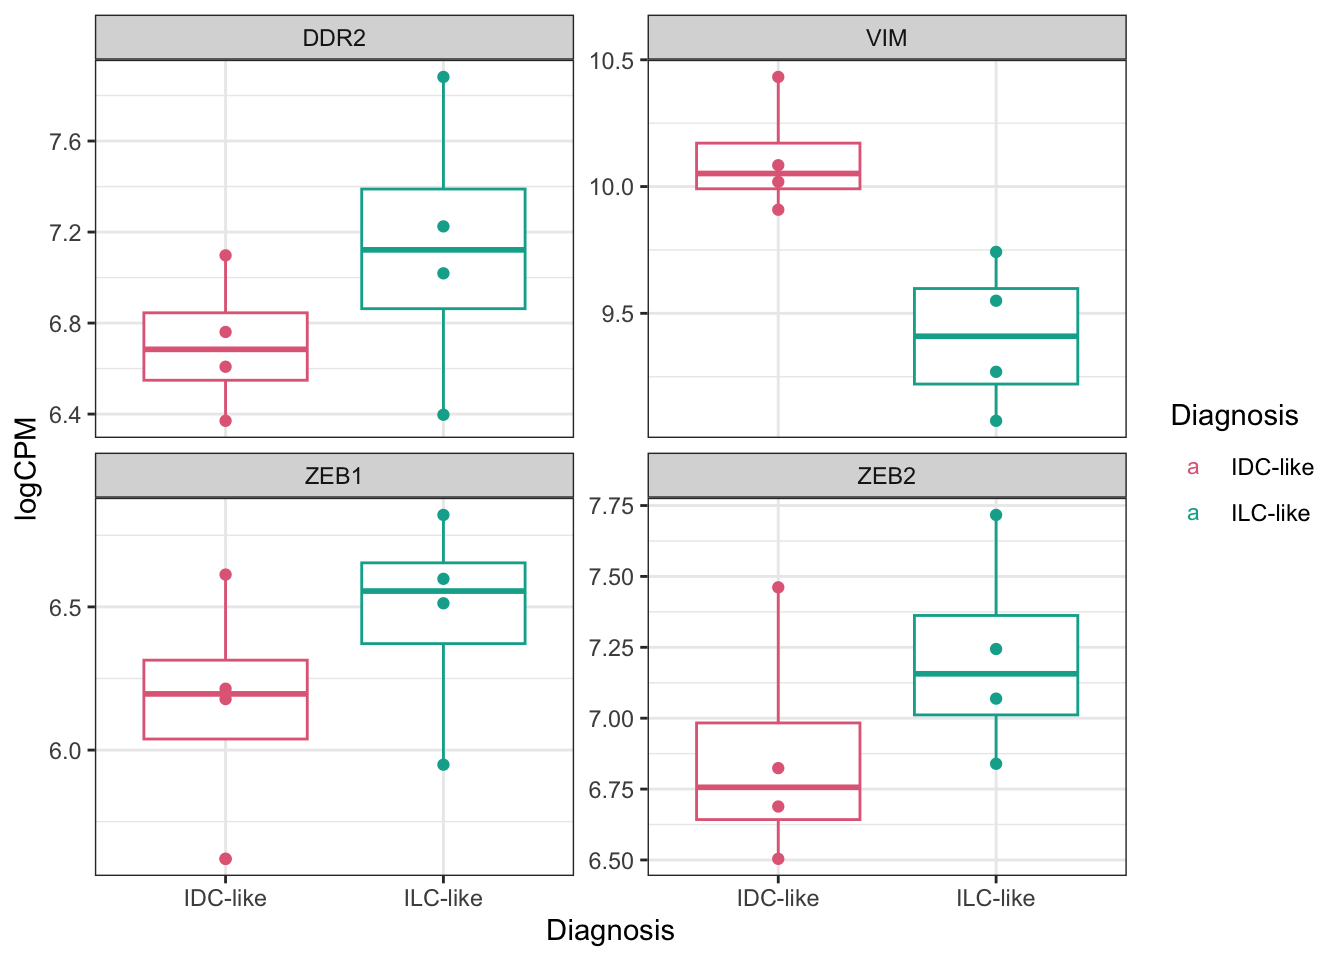 DDR2
VIM
7.6
7.2
6.8
6.4
10.5
10.0
9.5
logCPM
ZEB1
ZEB2
6.5
6.0
7.75
7.50
7.25
7.00
6.75
6.50
IDC-like
ILC-like
IDC-like
ILC-like
Diagnosis
Diagnosis
a IDC-like
a ILC-like